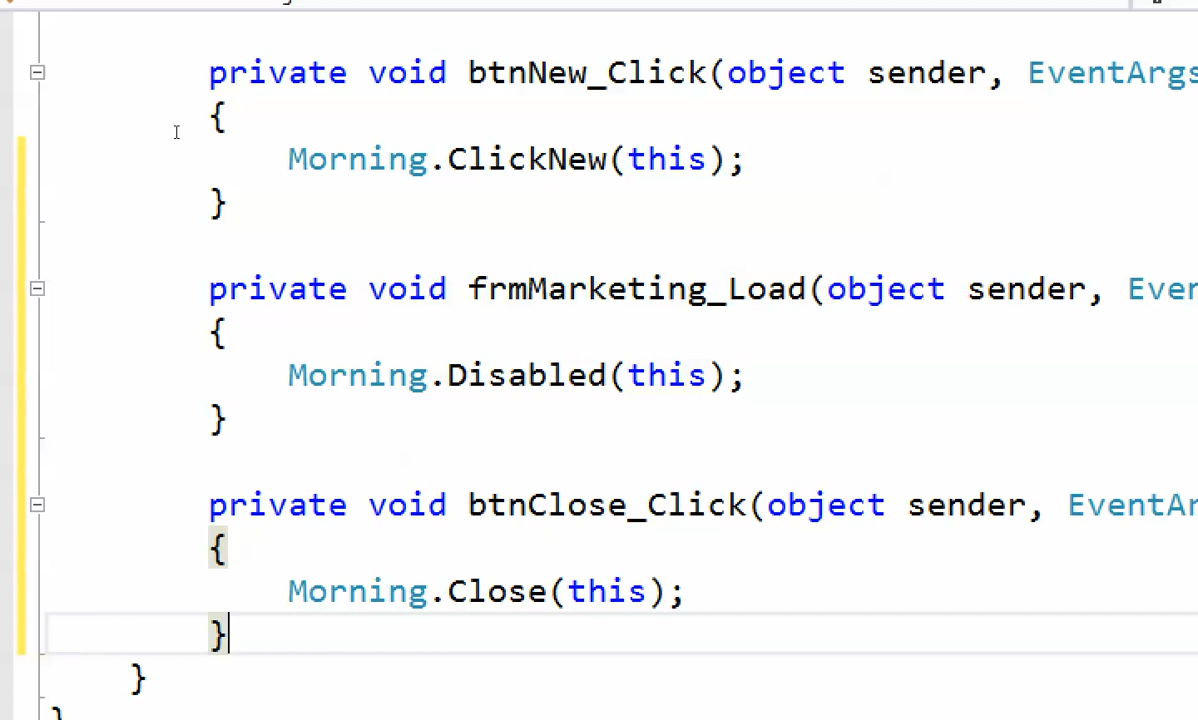 private void btnNew_Click(object sender, EventArgs
{
Morning.ClickNew(this);
}
private void frmMarketing_Load(object sender, Even
{
Morning.Disabled(this);
}
private void btnClose_Click(object sender, EventAr
{
Morning.Close(this);
}
}
}